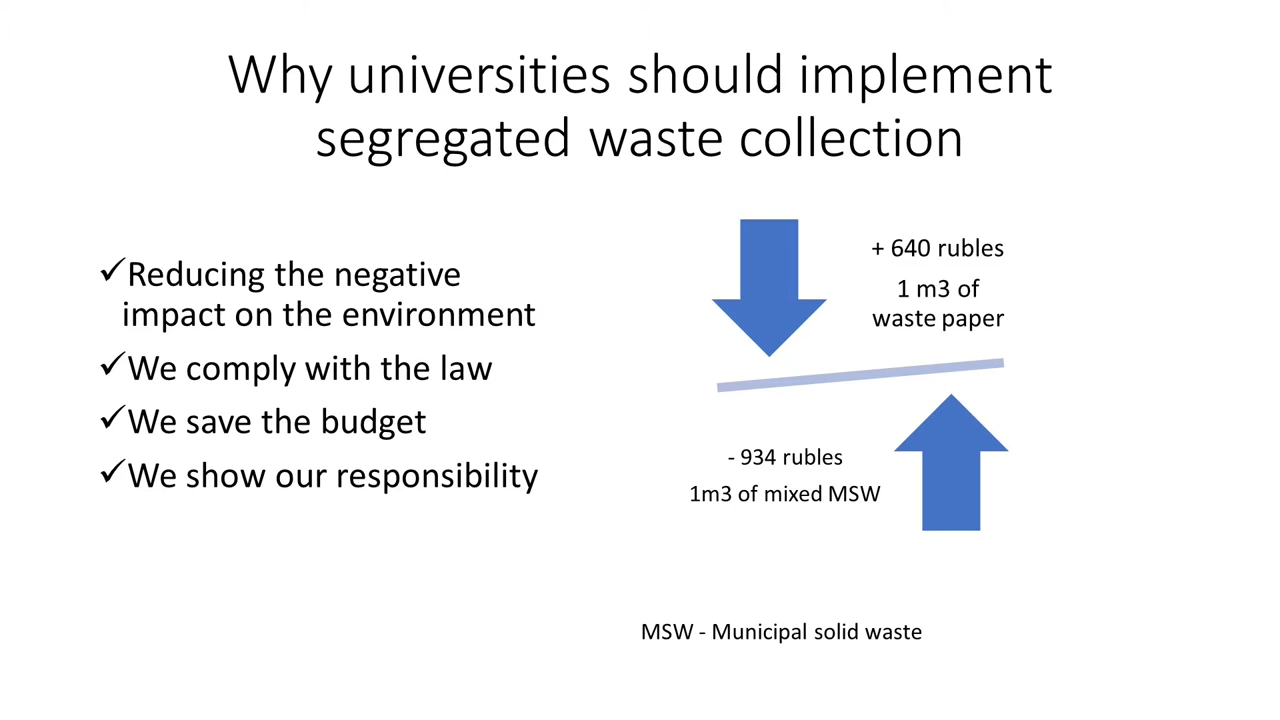 Why universities should implement
segregated waste collection
✓Reducing the negative
impact on the environment
✓We comply with the law
✓We save the budget
✓We show our responsibility
+ 640 rubles
1 m3 of
waste paper
- 934 rubles
1m3 of mixed MSW
MSW - Municipal solid waste